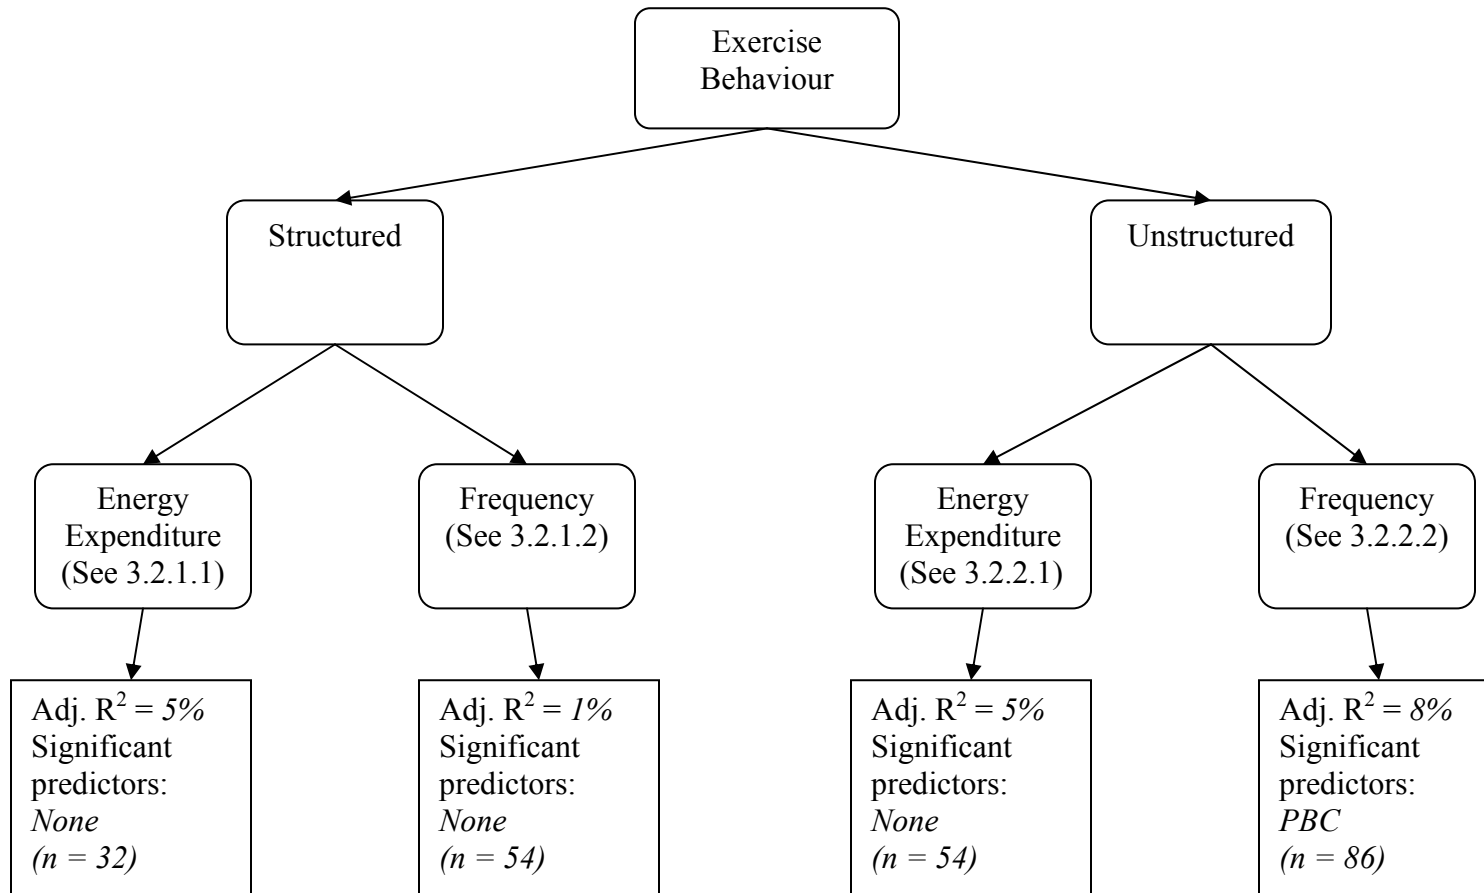 Exercise
Behaviour
Structured
Unstructured
Energy
Expenditure
(See 3.2.1.1)
Frequency
(See 3.2.1.2)
Energy
Expenditure
(See 3.2.2.1)
Frequency
(See 3.2.2.2)
Adj. R² = 5%
Significant
predictors:
None
(n = 32)
Adj. R² = 1%
Significant
predictors:
None
(n = 54)
Adj. R² = 5%
Significant
predictors:
None
(n = 54)
Adj. R² = 8%
Significant
predictors:
PBC
(n = 86)